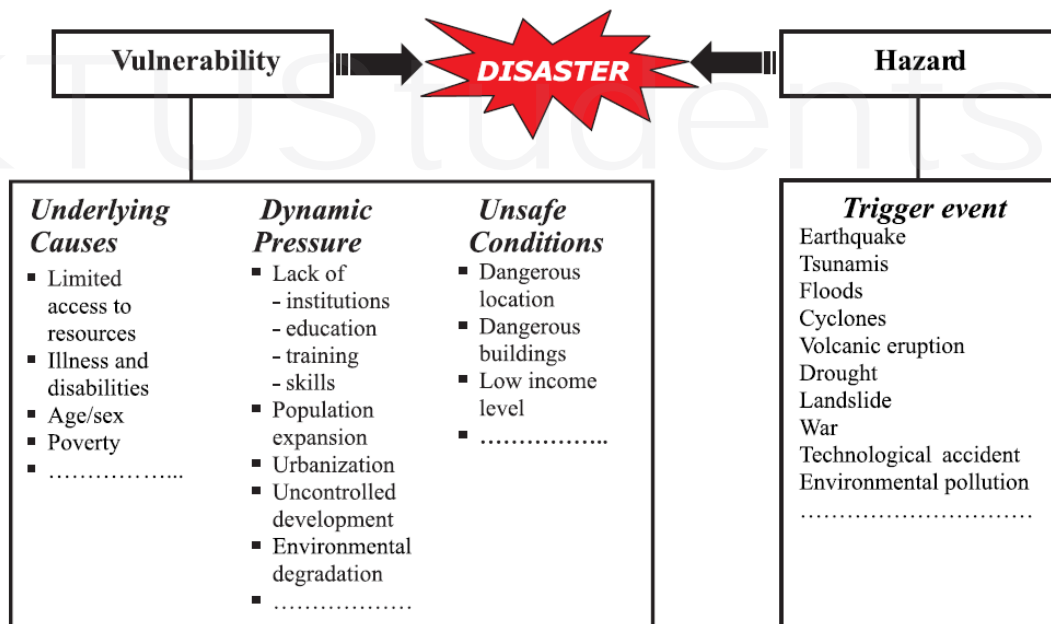 Vulnerability
DISASTER
Hazard
KTUStudents
Underlying
Causes
▪ Limited
access to
resources
▪ Illness and
disabilities
▪ Age/sex
▪ Poverty
▪ ……………...
Dynamic
Pressure
▪ Lack of
- institutions
- education
- training
- skills
▪ Population
expansion
▪ Urbanization
▪ Uncontrolled
development
▪ Environmental
degradation
▪ ………………
Unsafe
Conditions
▪ Dangerous
location
▪ Dangerous
buildings
▪ Low income
level
▪ ……………..
Trigger event
Earthquake
Tsunamis
Floods
Cyclones
Volcanic eruption
Drought
Landslide
War
Technological accident
Environmental pollution
…………………………